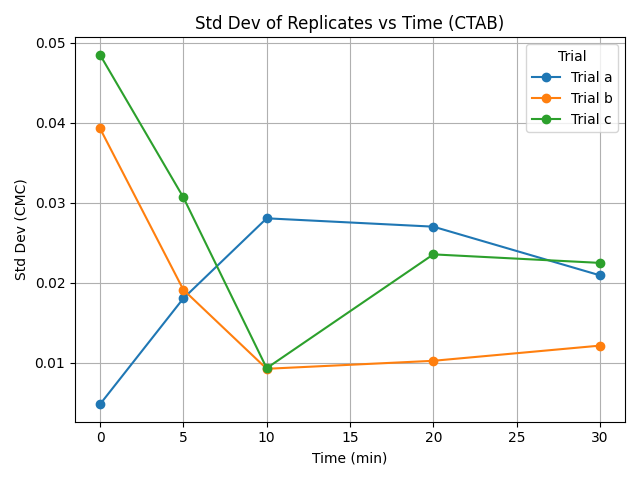 Std Dev of Replicates vs Time (CTAB)
Std Dev (CMC)
0.05
0.04
0.03
0.02
0.01
Trial
Trial a
Trial b
Trial c
0 5 10 15 20 25 30
Time (min)